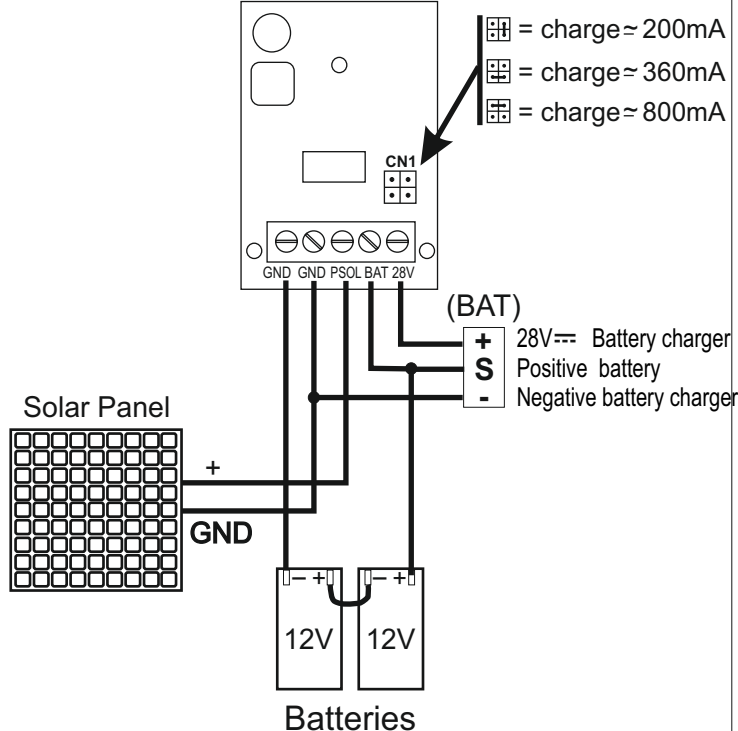 = charge ≃ 200mA
= charge ≃ 360mA
= charge ≃ 800mA
CN1
GND GND PSOL BAT 28V
(BAT)
+ 28V⎓ Battery charger
S Positive battery
- Negative battery charger
Solar Panel
+
GND
– + – +
12V 12V
Batteries